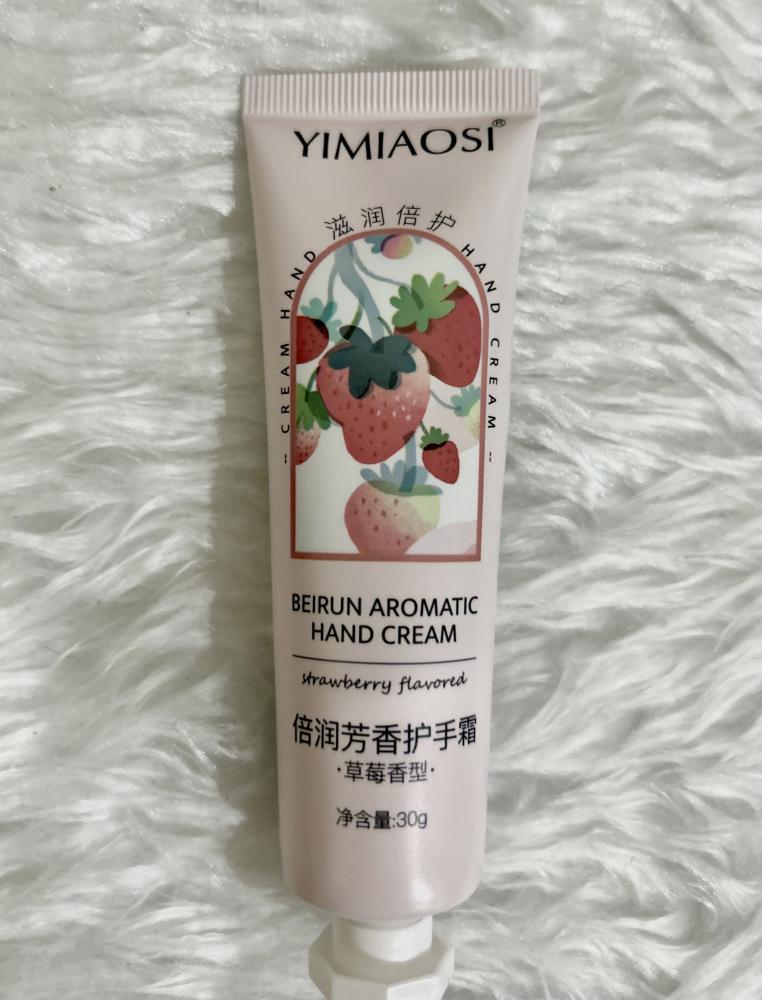 YIMIAOSI®
滋润倍护
-- CREAM HAND
HAND CREAM --
BEIRUN AROMATIC
HAND CREAM
strawberry flavored
倍润芳香护手霜
·草莓香型·
净含量:30g